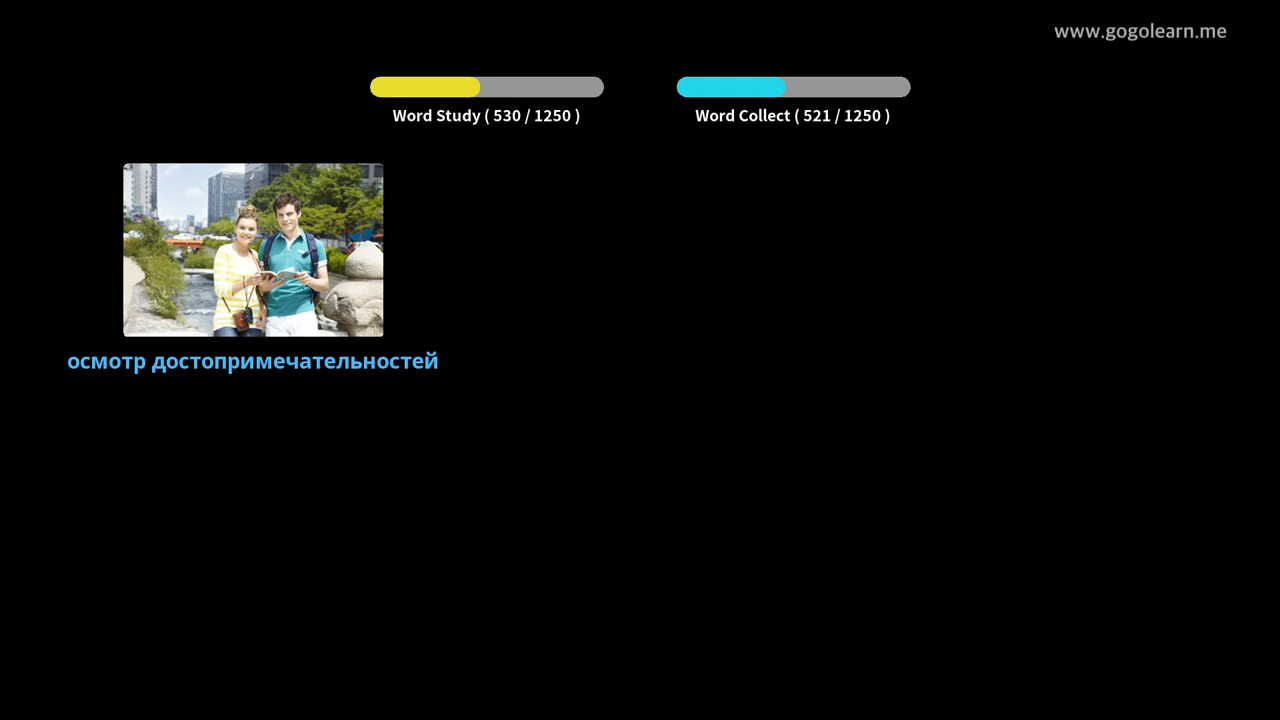 www.gogolearn.me
Word Study ( 530 / 1250 )
Word Collect ( 521 / 1250 )
осмотр достопримечательностей